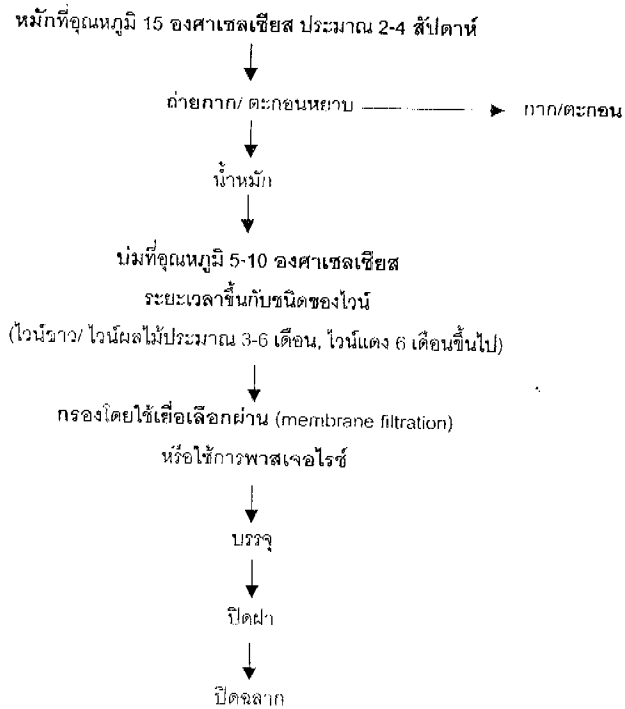 หมักที่อุณหภูมิ 15 องศาเซลเซียส ประมาณ 2-4 สัปดาห์
ถ่ายกาก/ ตะกอนหยาบ กาก/ตะกอน
น้ำหมัก
บ่มที่อุณหภูมิ 5-10 องศาเซลเซียส
ระยะเวลาขึ้นกับชนิดของไวน์
(ไวน์ขาว/ ไวน์ผลไม้ประมาณ 3-6 เดือน, ไวน์แดง 6 เดือนขึ้นไป)
กรองโดยใช้เยื่อเลือกผ่าน (membrane filtration)
หรือใช้การพาสเจอไรซ์
บรรจุ
ปิดฝา
ปิดฉลาก